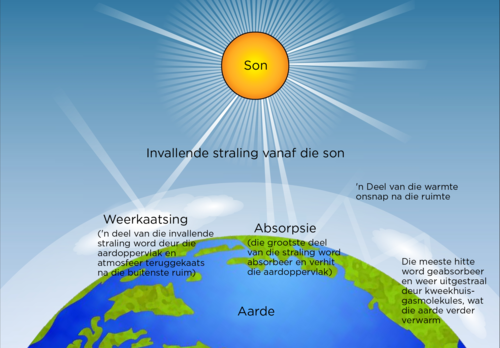 Son
Invallende straling vanaf die son
'n Deel van die warmte
onsnap na die ruimte
Weerkaatsing
('n deel van die invallende
straling word deur die
aardoppervlak en
atmosfeer teruggekaats
na die buitenste ruim)
Absorpsie
(die grootste deel
van die straling word
absorbeer en verhit
die aardoppervlak)
Die meeste hitte
word geabsorbeer
en weer uitgestraal
deur kweekhuis-
gasmolekules, wat
die aarde verder
verwarm
Aarde